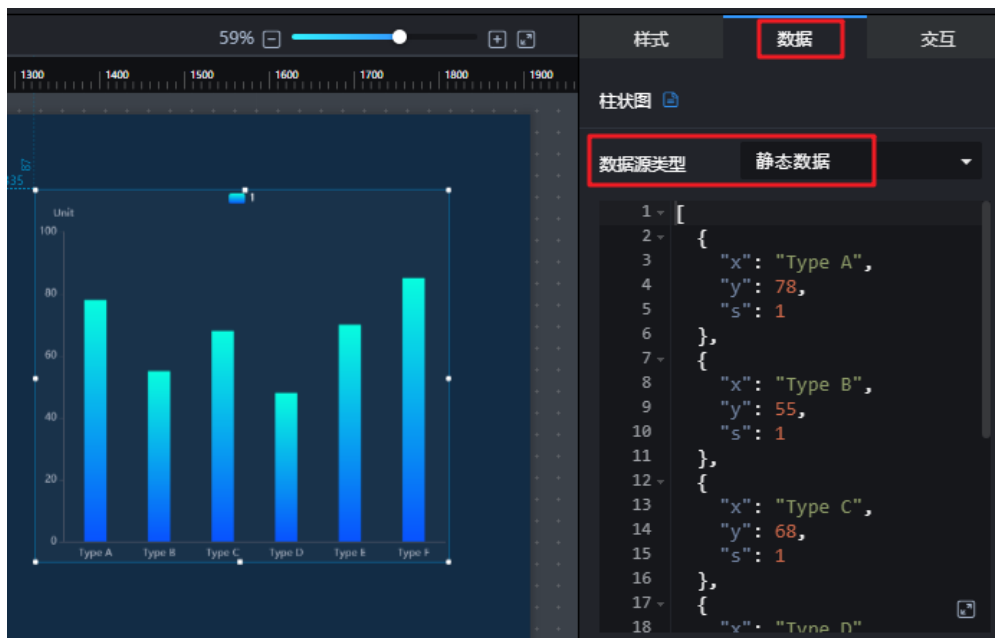 59%
样式 数据 交互
1300 1400 1500 1600 1700 1800 1900
柱状图
87
335
数据源类型 静态数据
1
Unit
100
80
60
40
20
0
Type A Type B Type C Type D Type E Type F
1 [
2 {
3 "x": "Type A",
4 "y": 78,
5 "s": 1
6 },
7 {
8 "x": "Type B",
9 "y": 55,
10 "s": 1
11 },
12 {
13 "x": "Type C",
14 "y": 68,
15 "s": 1
16 },
17 {
18 "x": "Type D"